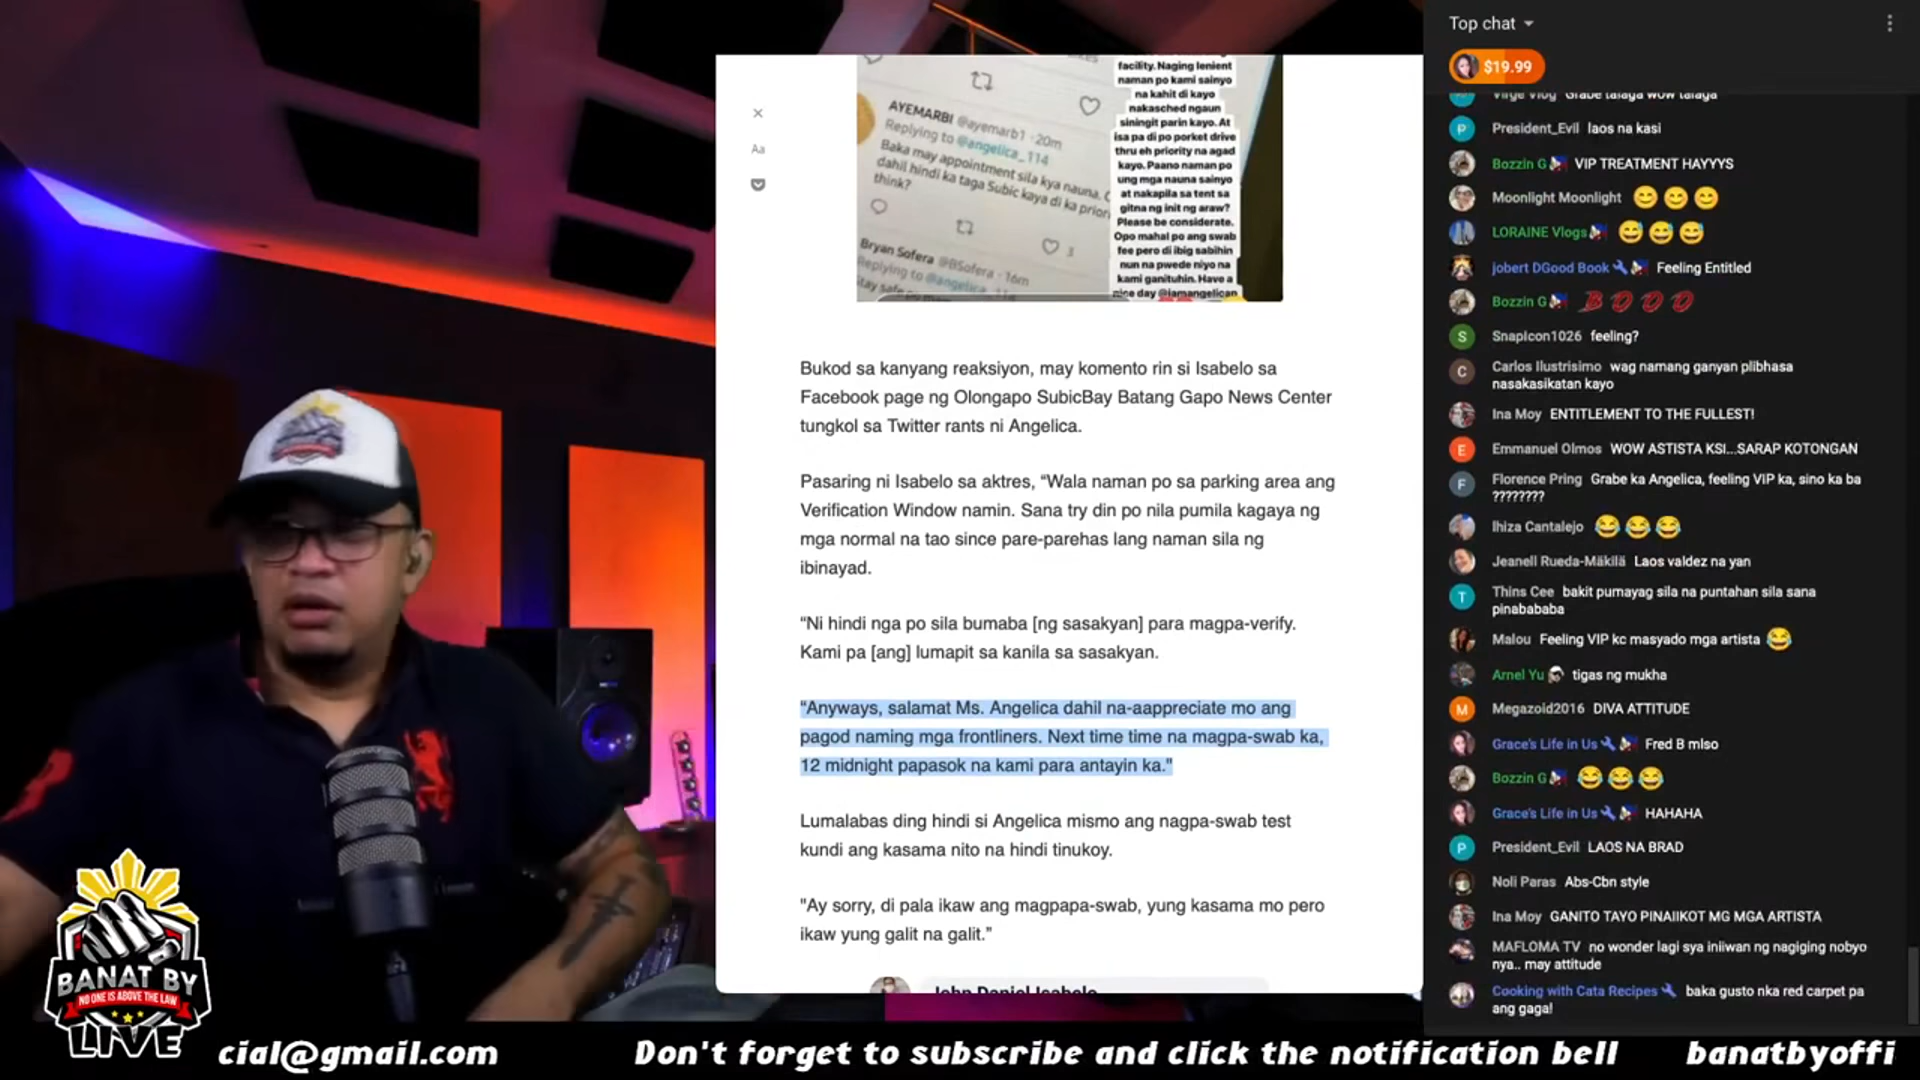 AYEMARBI @ayemarb1 · 20m
Replying to @angelica_114
Baka may appointment sila kya nauna.
dahil hindi ka taga Subic kaya di ka prior
think?
3
Bryan Sofera @BSofera · 16m
Replying to @angelica_11
facility. Naging lenient
naman po kami sainyo
na kahit di kayo
nakasched ngaun
siningit parin kayo. At
isa pa di po porket drive
thru eh priority na agad
kayo. Paano naman po
ung mga nauna sainyo
at nakapila sa tent sa
gitna ng init ng araw?
Please be considerate.
Opo mahal po ang swab
fee pero di ibig sabihin
nun na pwede niyo na
kami ganituhin. Have a
nice day @iamangelican
Aa
Bukod sa kanyang reaksiyon, may komento rin si Isabelo sa
Facebook page ng Olongapo SubicBay Batang Gapo News Center
tungkol sa Twitter rants ni Angelica.
Pasaring ni Isabelo sa aktres, “Wala naman po sa parking area ang
Verification Window namin. Sana try din po nila pumila kagaya ng
mga normal na tao since pare-parehas lang naman sila ng
ibinayad.
“Ni hindi nga po sila bumaba [ng sasakyan] para magpa-verify.
Kami pa [ang] lumapit sa kanila sa sasakyan.
“Anyways, salamat Ms. Angelica dahil na-aappreciate mo ang
pagod naming mga frontliners. Next time time na magpa-swab ka,
12 midnight papasok na kami para antayin ka."
Lumalabas ding hindi si Angelica mismo ang nagpa-swab test
kundi ang kasama nito na hindi tinukoy.
"Ay sorry, di pala ikaw ang magpapa-swab, yung kasama mo pero
ikaw yung galit na galit."
John Daniel Isabelo
Top chat
$19.99
Virge Vlog Grabe talaga wow talaga
President_Evil laos na kasi
Bozzin G VIP TREATMENT HAYYYS
Moonlight Moonlight 😊😊😊
LORAINE Vlogs 😅😅😅
jobert DGood Book Feeling Entitled
Bozzin G BOOO
SnapIcon1026 feeling?
Carlos Ilustrisimo wag namang ganyan plibhasa
nasakasikatan kayo
Ina Moy ENTITLEMENT TO THE FULLEST!
Emmanuel Olmos WOW ASTISTA KSI...SARAP KOTONGAN
Florence Pring Grabe ka Angelica, feeling VIP ka, sino ka ba
????????
Ihiza Cantalejo 😂😂😂
Jeanell Rueda-Mäkilä Laos valdez na yan
Thins Cee bakit pumayag sila na puntahan sila sana
pinabababa
Malou Feeling VIP kc masyado mga artista 😂
Arnel Yu tigas ng mukha
Megazoid2016 DIVA ATTITUDE
Grace's Life in Us Fred B mlso
Bozzin G 😂😂😂
Grace's Life in Us HAHAHA
President_Evil LAOS NA BRAD
Noli Paras Abs-Cbn style
Ina Moy GANITO TAYO PINAIIKOT MG MGA ARTISTA
MAFLOMA TV no wonder lagi sya iniiwan ng nagiging nobyo
nya.. may attitude
Cooking with Cata Recipes baka gusto nka red carpet pa
ang gaga!
BANAT BY
NO ONE IS ABOVE THE LAW
LIVE
cial@gmail.com Don't forget to subscribe and click the notification bell banatbyoffi